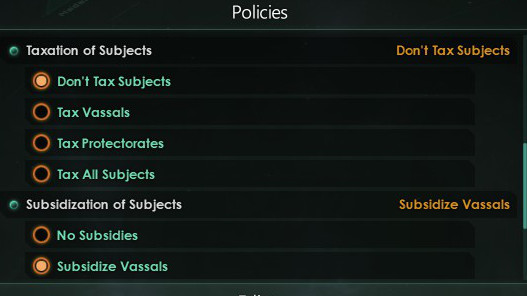 Policies
Taxation of Subjects Don't Tax Subjects
Don't Tax Subjects
Tax Vassals
Tax Protectorates
Tax All Subjects
Subsidization of Subjects Subsidize Vassals
No Subsidies
Subsidize Vassals